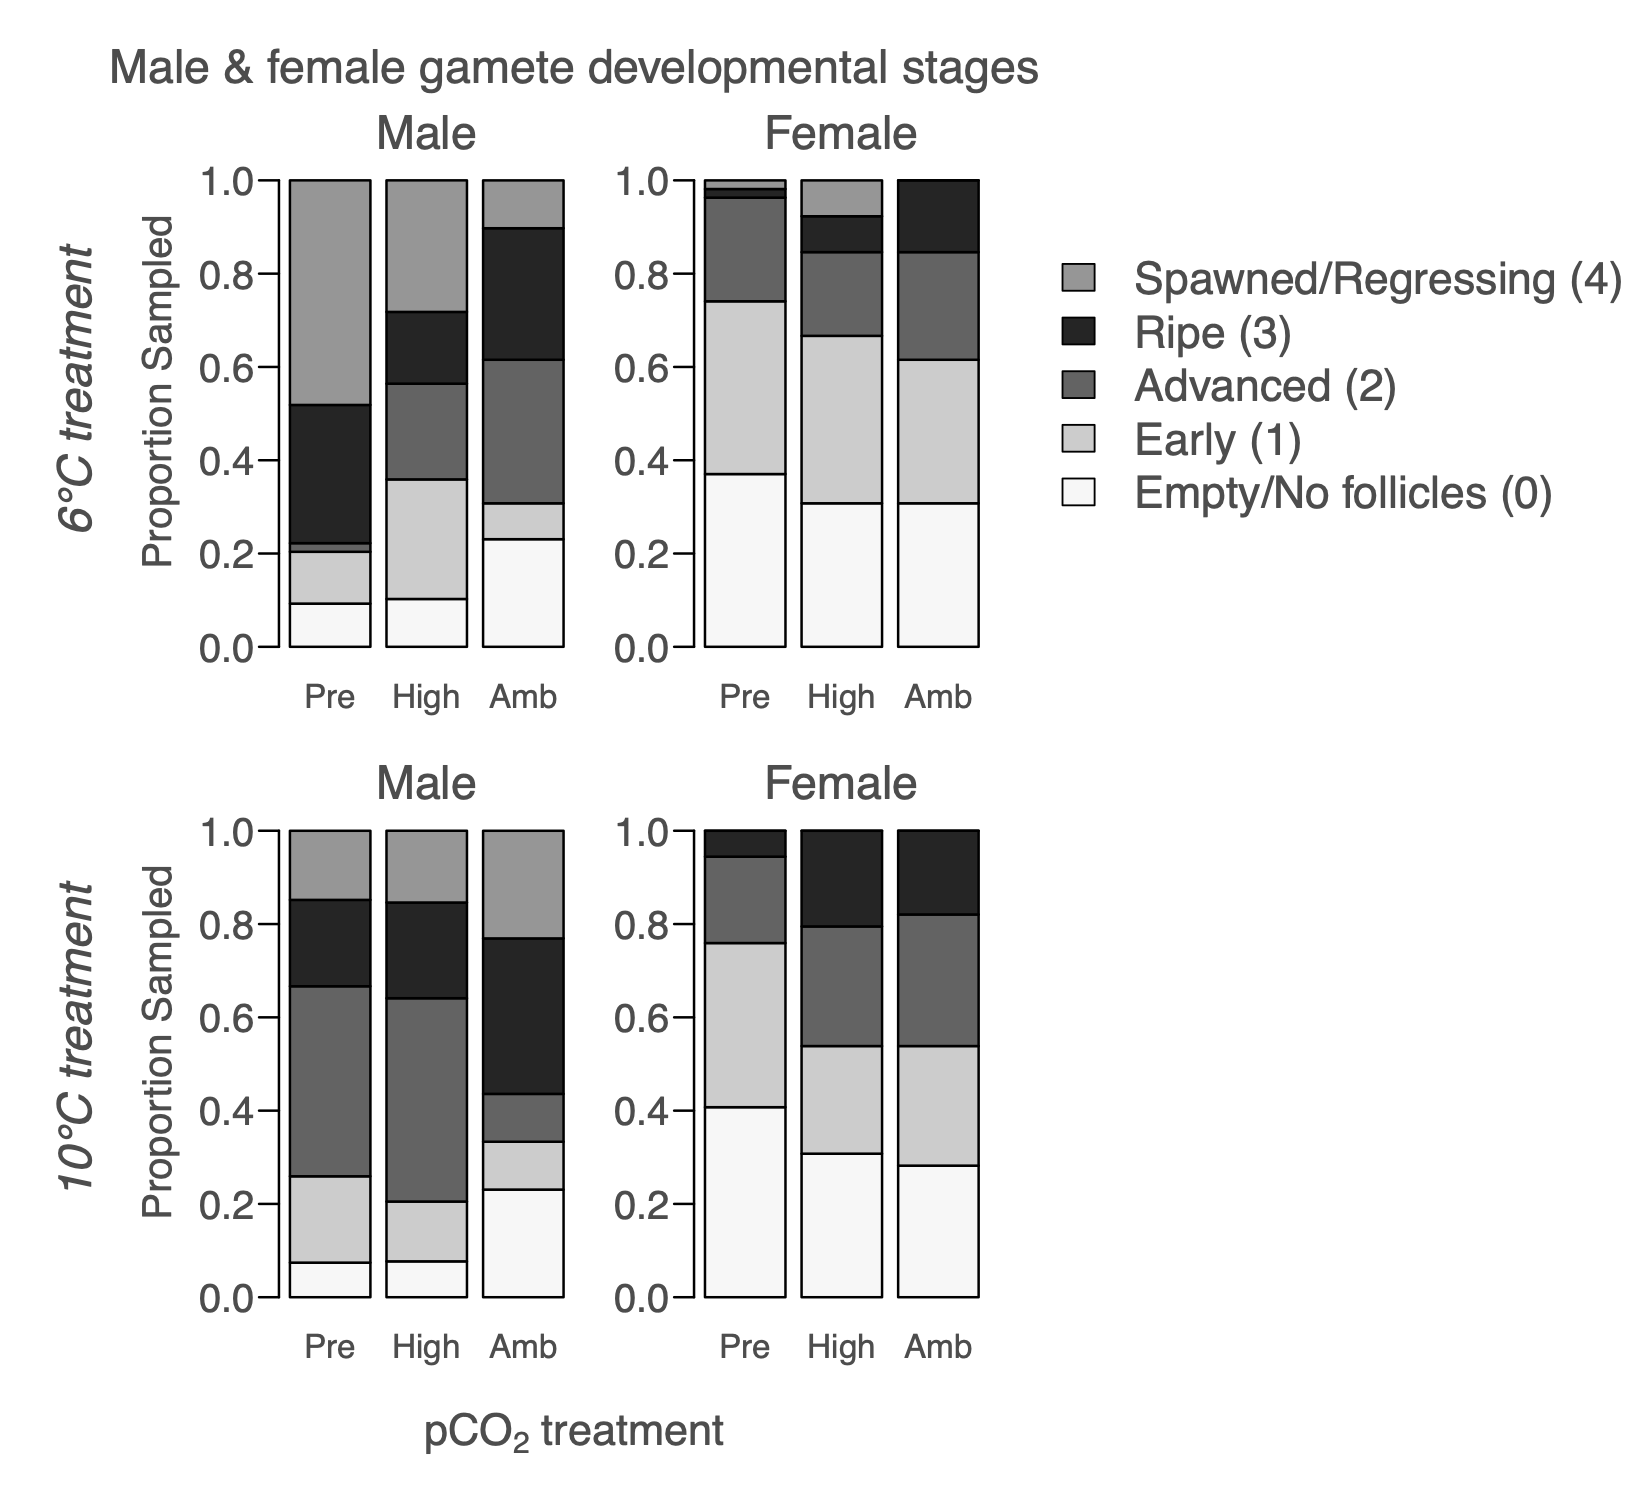 Male & female gamete developmental stages
Male
Female
6°C treatment
Proportion Sampled
1.0
0.8
0.6
0.4
0.2
0.0
Pre High Amb
1.0
0.8
0.6
0.4
0.2
0.0
Pre High Amb
Spawned/Regressing (4)
Ripe (3)
Advanced (2)
Early (1)
Empty/No follicles (0)
Male
Female
10°C treatment
Proportion Sampled
1.0
0.8
0.6
0.4
0.2
0.0
Pre High Amb
1.0
0.8
0.6
0.4
0.2
0.0
Pre High Amb
pCO₂ treatment